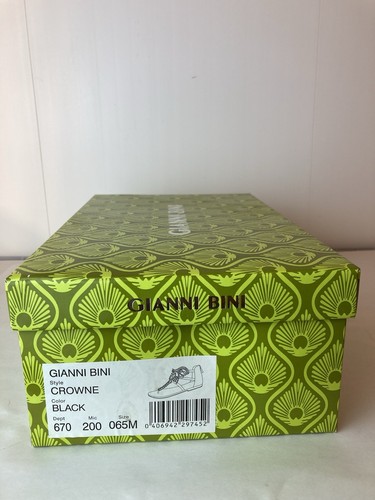 GIANNI BINI
GIANNI BINI
GIANNI BINI
Style
CROWNE
Color
BLACK
Dept Mic Size
670 200 065M
0 406942 297452